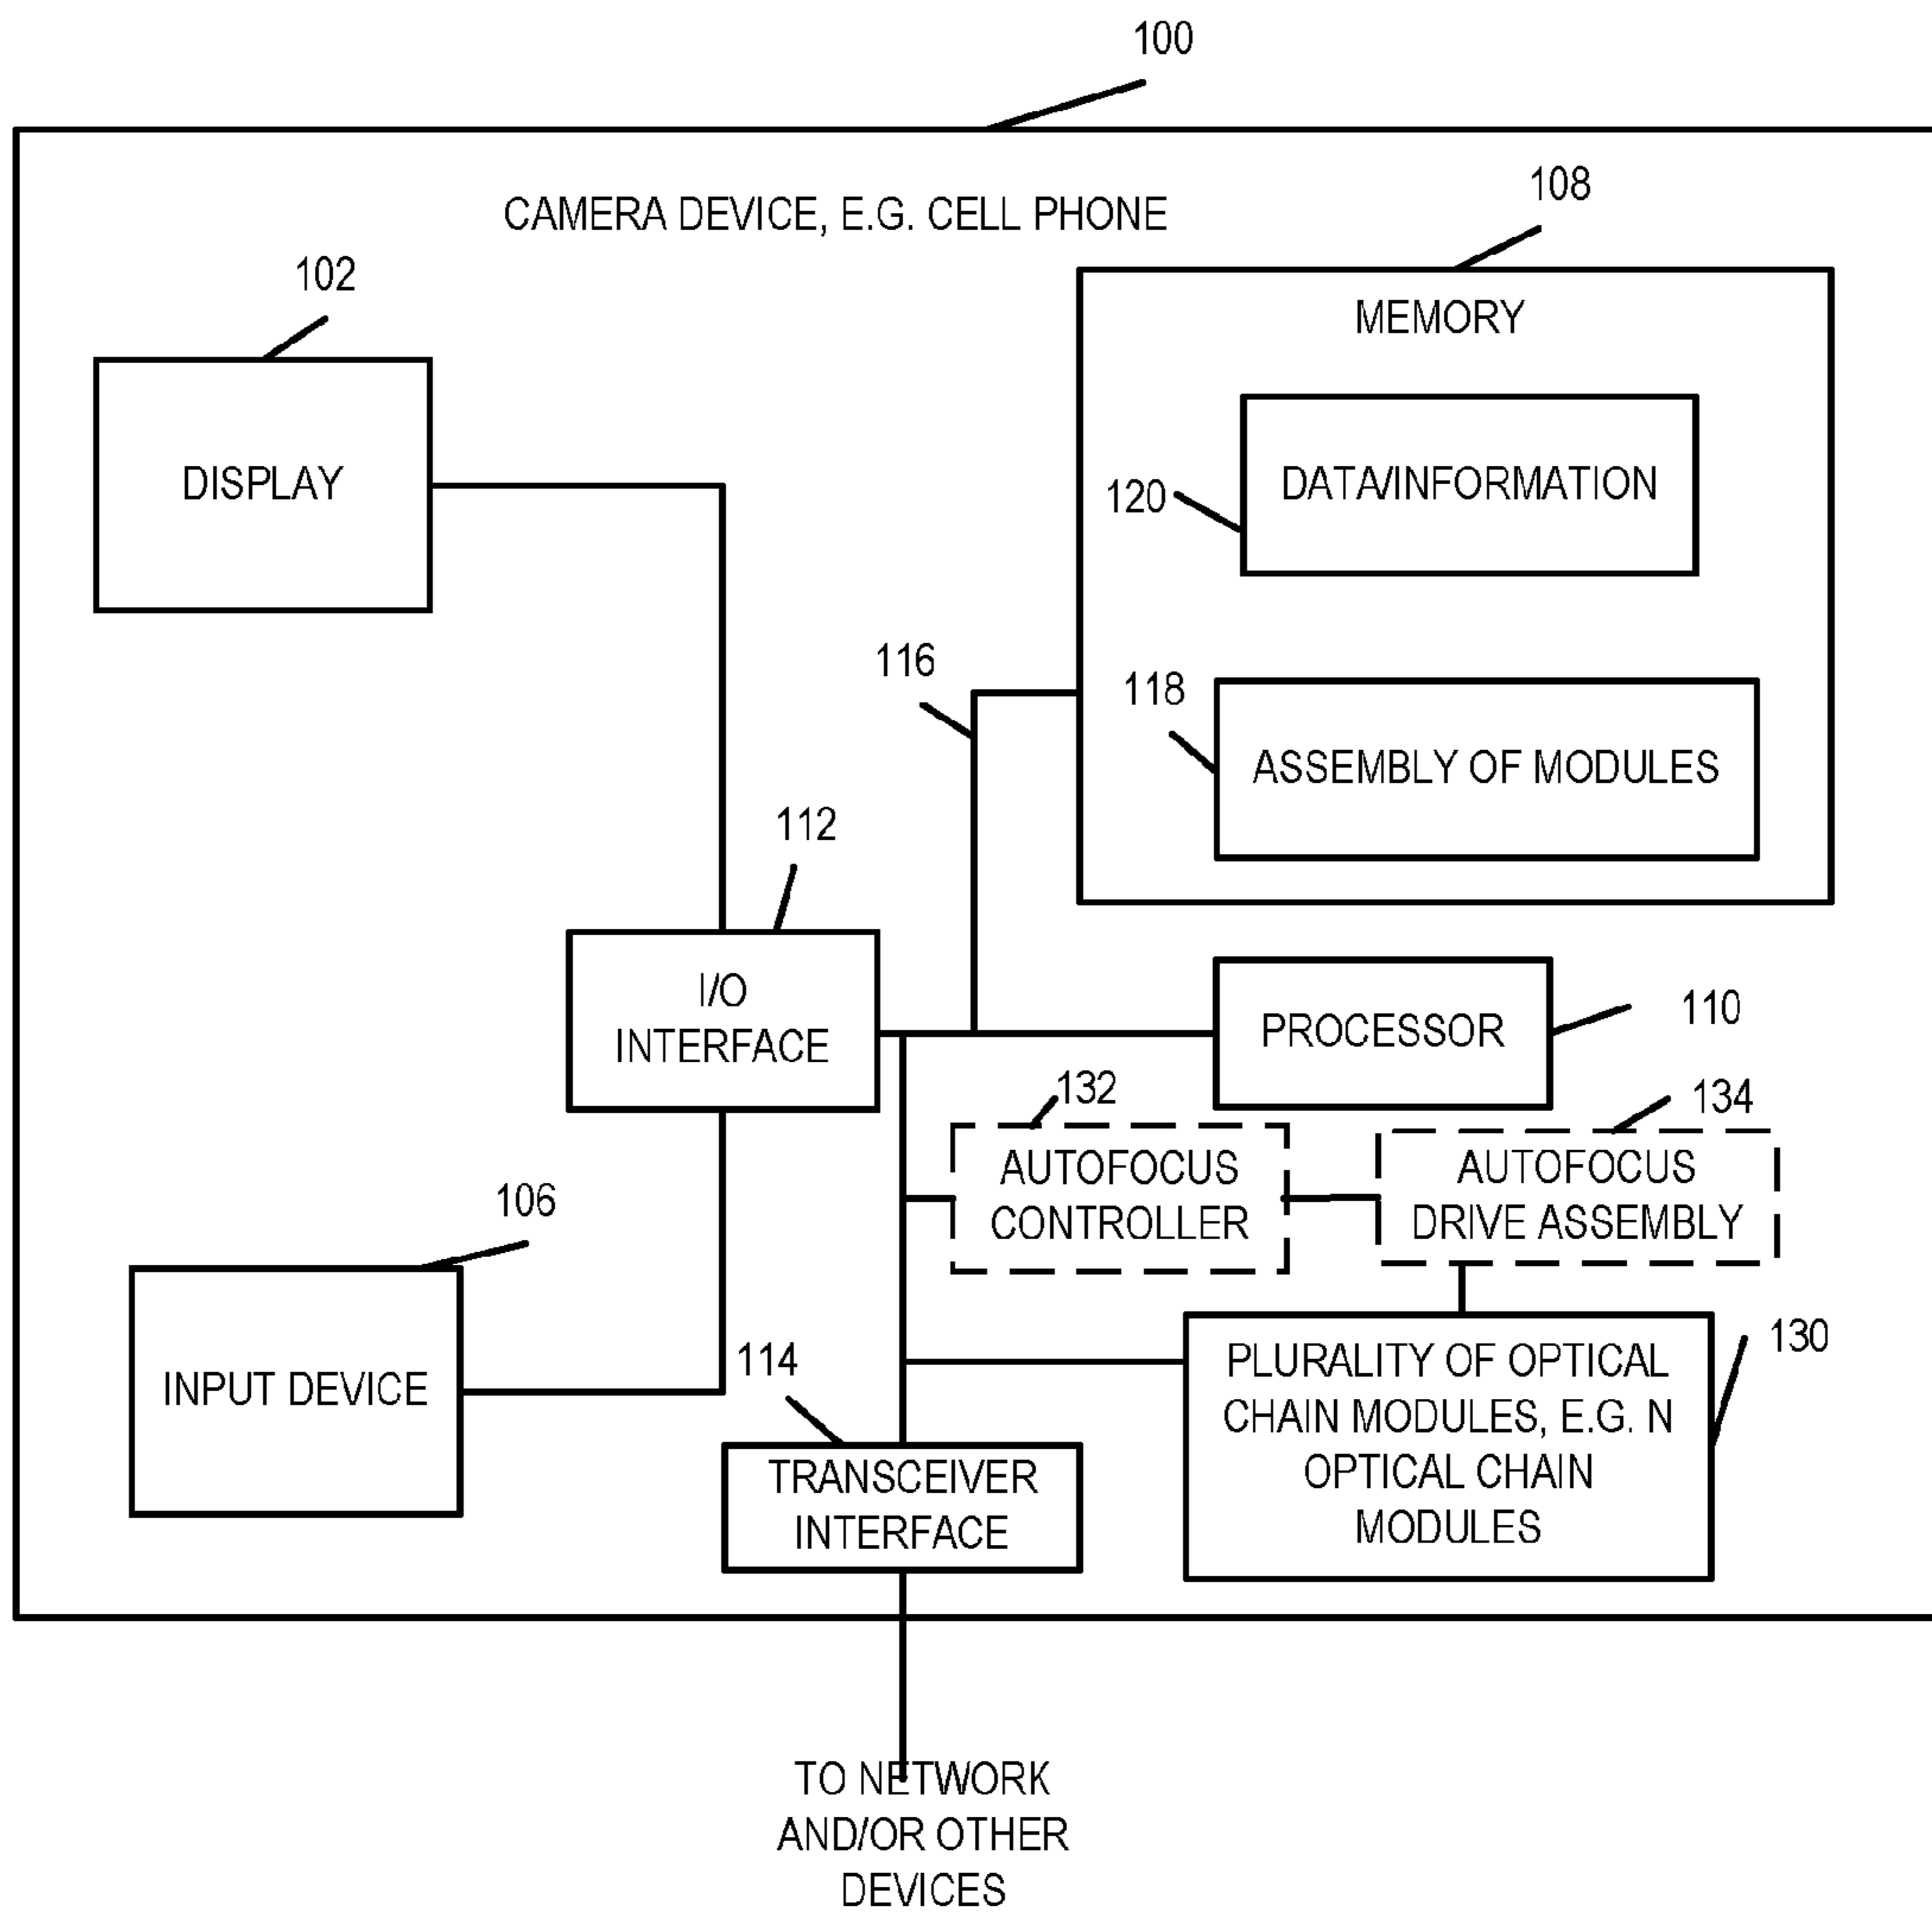 100
CAMERA DEVICE, E.G. CELL PHONE
108
102
MEMORY
DISPLAY
120
DATA/INFORMATION
116
118
ASSEMBLY OF MODULES
112
I/O
INTERFACE
PROCESSOR
110
132
134
AUTOFOCUS
CONTROLLER
AUTOFOCUS
DRIVE ASSEMBLY
106
INPUT DEVICE
114
TRANSCEIVER
INTERFACE
130
PLURALITY OF OPTICAL
CHAIN MODULES, E.G. N
OPTICAL CHAIN
MODULES
TO NETWORK
AND/OR OTHER
DEVICES